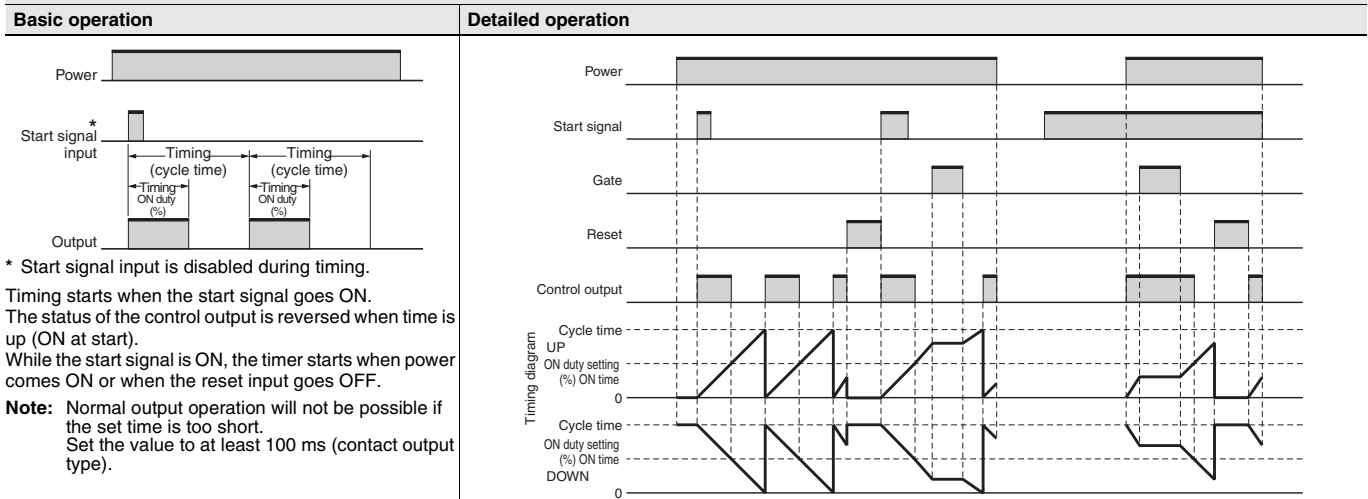 Basic operation
Detailed operation
Power
*
Start signal
input
Timing
(cycle time)
Timing
(cycle time)
Timing
ON duty
(%)
Timing
ON duty
(%)
Output
* Start signal input is disabled during timing.
Timing starts when the start signal goes ON.
The status of the control output is reversed when time is
up (ON at start).
While the start signal is ON, the timer starts when power
comes ON or when the reset input goes OFF.
Note: Normal output operation will not be possible if
the set time is too short.
Set the value to at least 100 ms (contact output
type).
Power
Start signal
Gate
Reset
Control output
Timing diagram
Cycle time
UP
ON duty setting
(%) ON time
0
Cycle time
ON duty setting
(%) ON time
DOWN
0